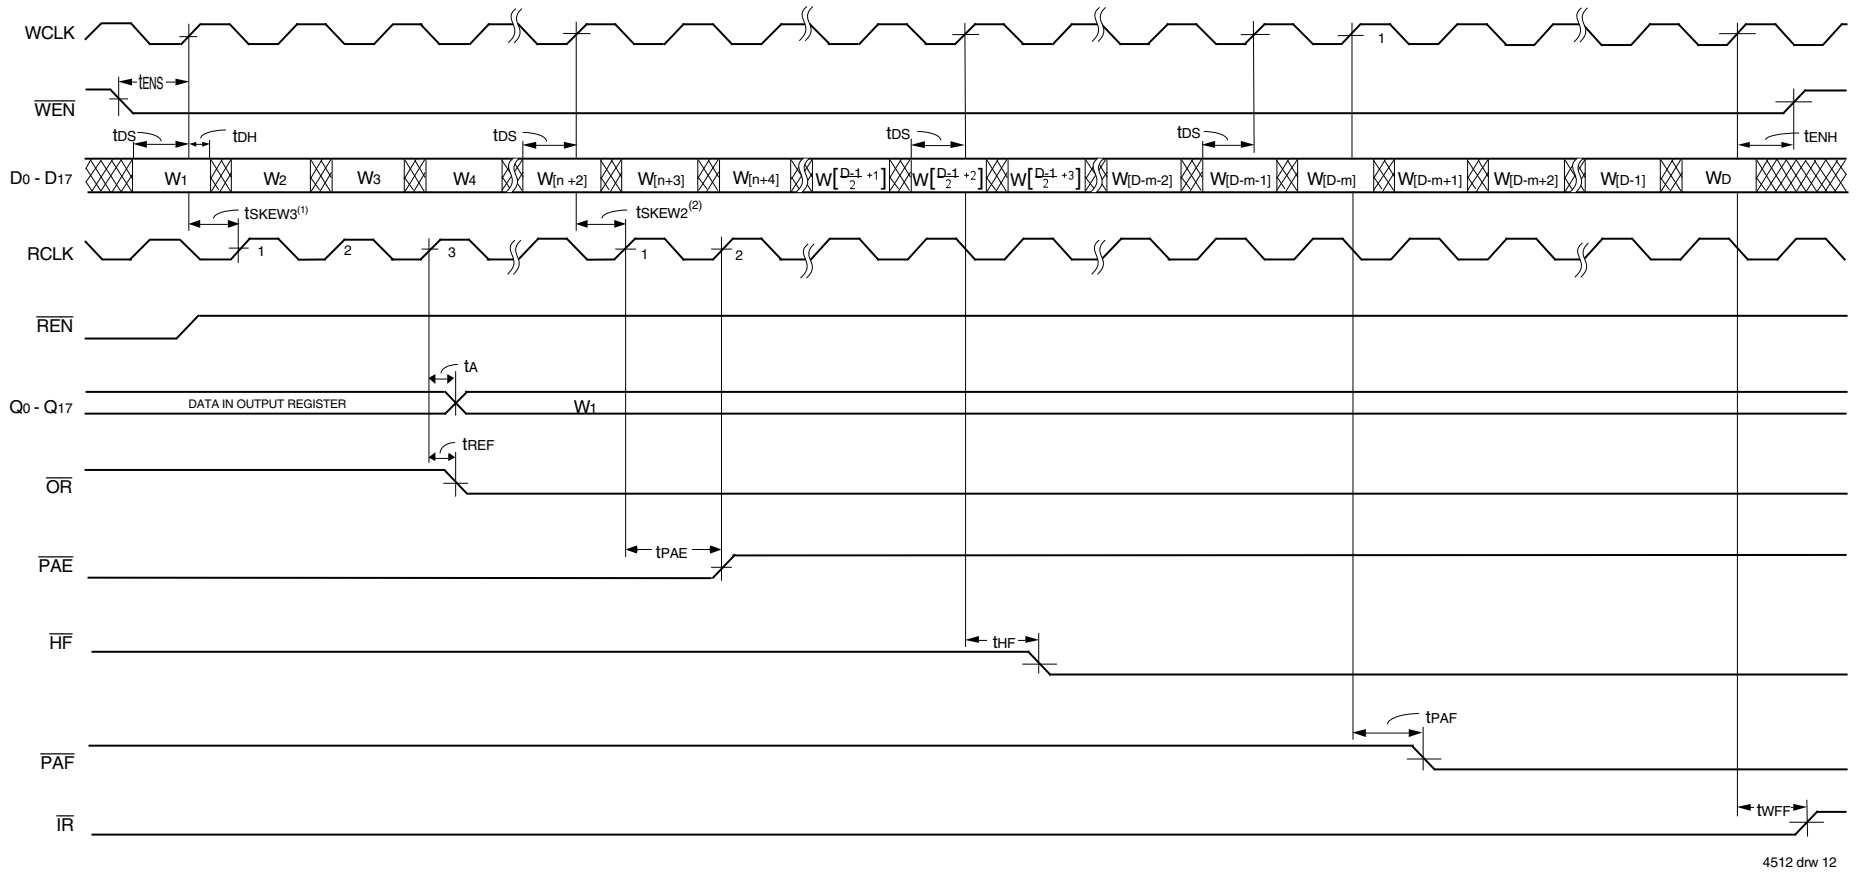 WCLK 1
tENS
WEN
tDS tDH tDS tDS tDS tENH
D0 - D17 W1 W2 W3 W4 W[n +2] W[n+3] W[n+4] W[D-1/2 +1] W[D-1/2 +2] W[D-1/2 +3] W[D-m-2] W[D-m-1] W[D-m] W[D-m+1] W[D-m+2] W[D-1] WD
tSKEW3(1) tSKEW2(2)
RCLK 1 2 3 1 2
REN
tA
Q0 - Q17 DATA IN OUTPUT REGISTER W1
tREF
OR
tPAE
PAE
HF tHF
tPAF
PAF
tWFF
IR
4512 drw 12